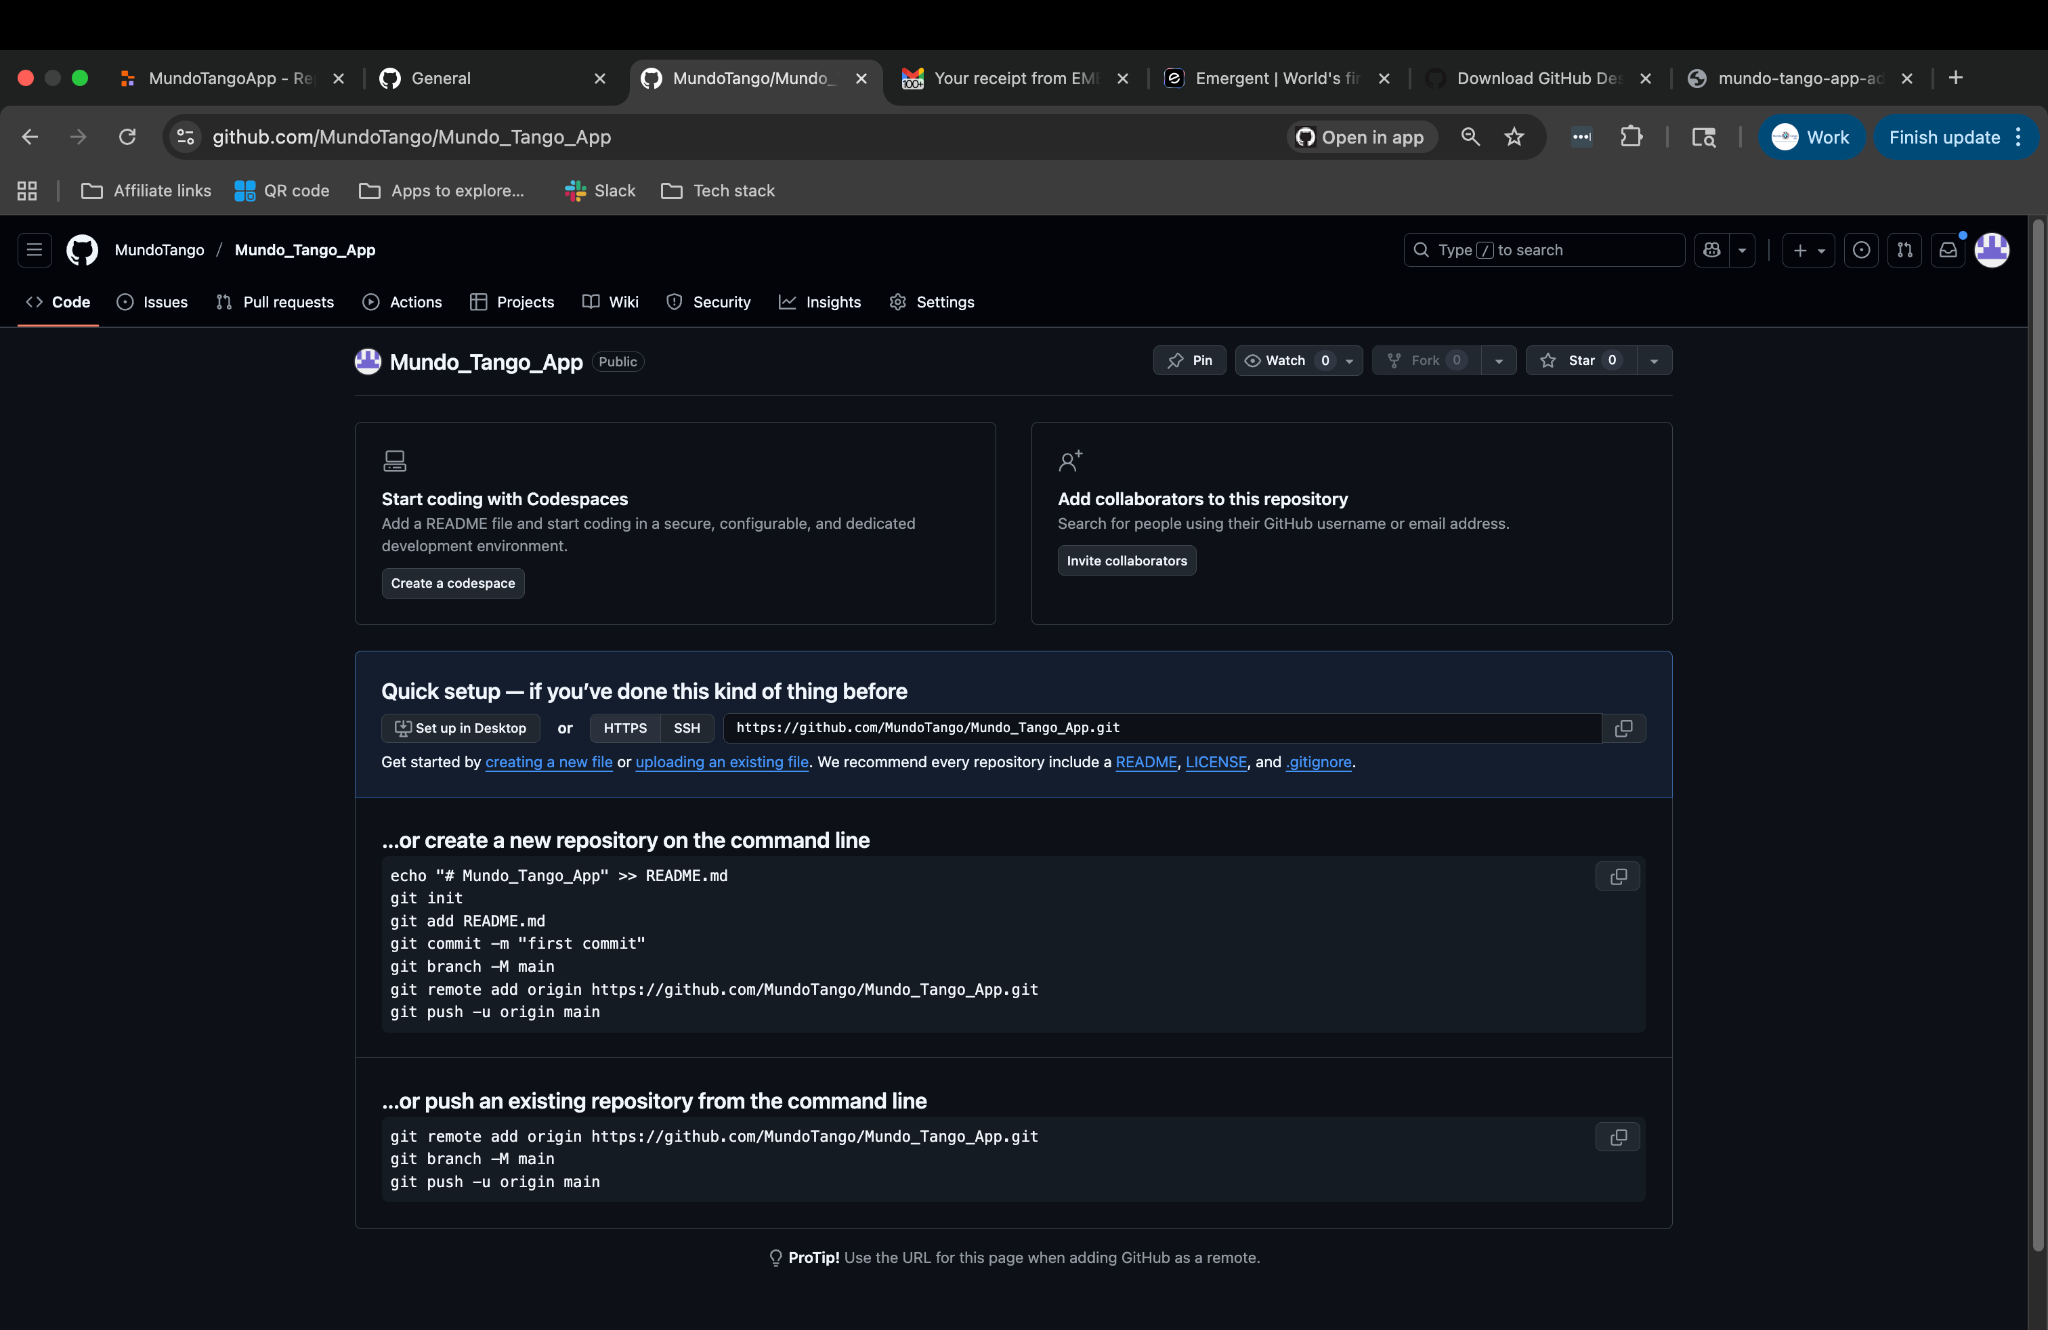 MundoTangoApp - Re
General
MundoTango/Mundo_
Your receipt from EME
Emergent | World's fir
Download GitHub Des
mundo-tango-app-ad
github.com/MundoTango/Mundo_Tango_App
Open in app
Work
Finish update
Affiliate links
QR code
Apps to explore...
Slack
Tech stack
MundoTango / Mundo_Tango_App
Type / to search
Code
Issues
Pull requests
Actions
Projects
Wiki
Security
Insights
Settings
Mundo_Tango_App
Public
Pin
Watch 0
Fork 0
Star 0
Start coding with Codespaces
Add a README file and start coding in a secure, configurable, and dedicated
development environment.
Create a codespace
Add collaborators to this repository
Search for people using their GitHub username or email address.
Invite collaborators
Quick setup — if you've done this kind of thing before
Set up in Desktop or HTTPS SSH https://github.com/MundoTango/Mundo_Tango_App.git
Get started by creating a new file or uploading an existing file. We recommend every repository include a README, LICENSE, and .gitignore.
...or create a new repository on the command line
echo "# Mundo_Tango_App" >> README.md
git init
git add README.md
git commit -m "first commit"
git branch -M main
git remote add origin https://github.com/MundoTango/Mundo_Tango_App.git
git push -u origin main
...or push an existing repository from the command line
git remote add origin https://github.com/MundoTango/Mundo_Tango_App.git
git branch -M main
git push -u origin main
ProTip! Use the URL for this page when adding GitHub as a remote.